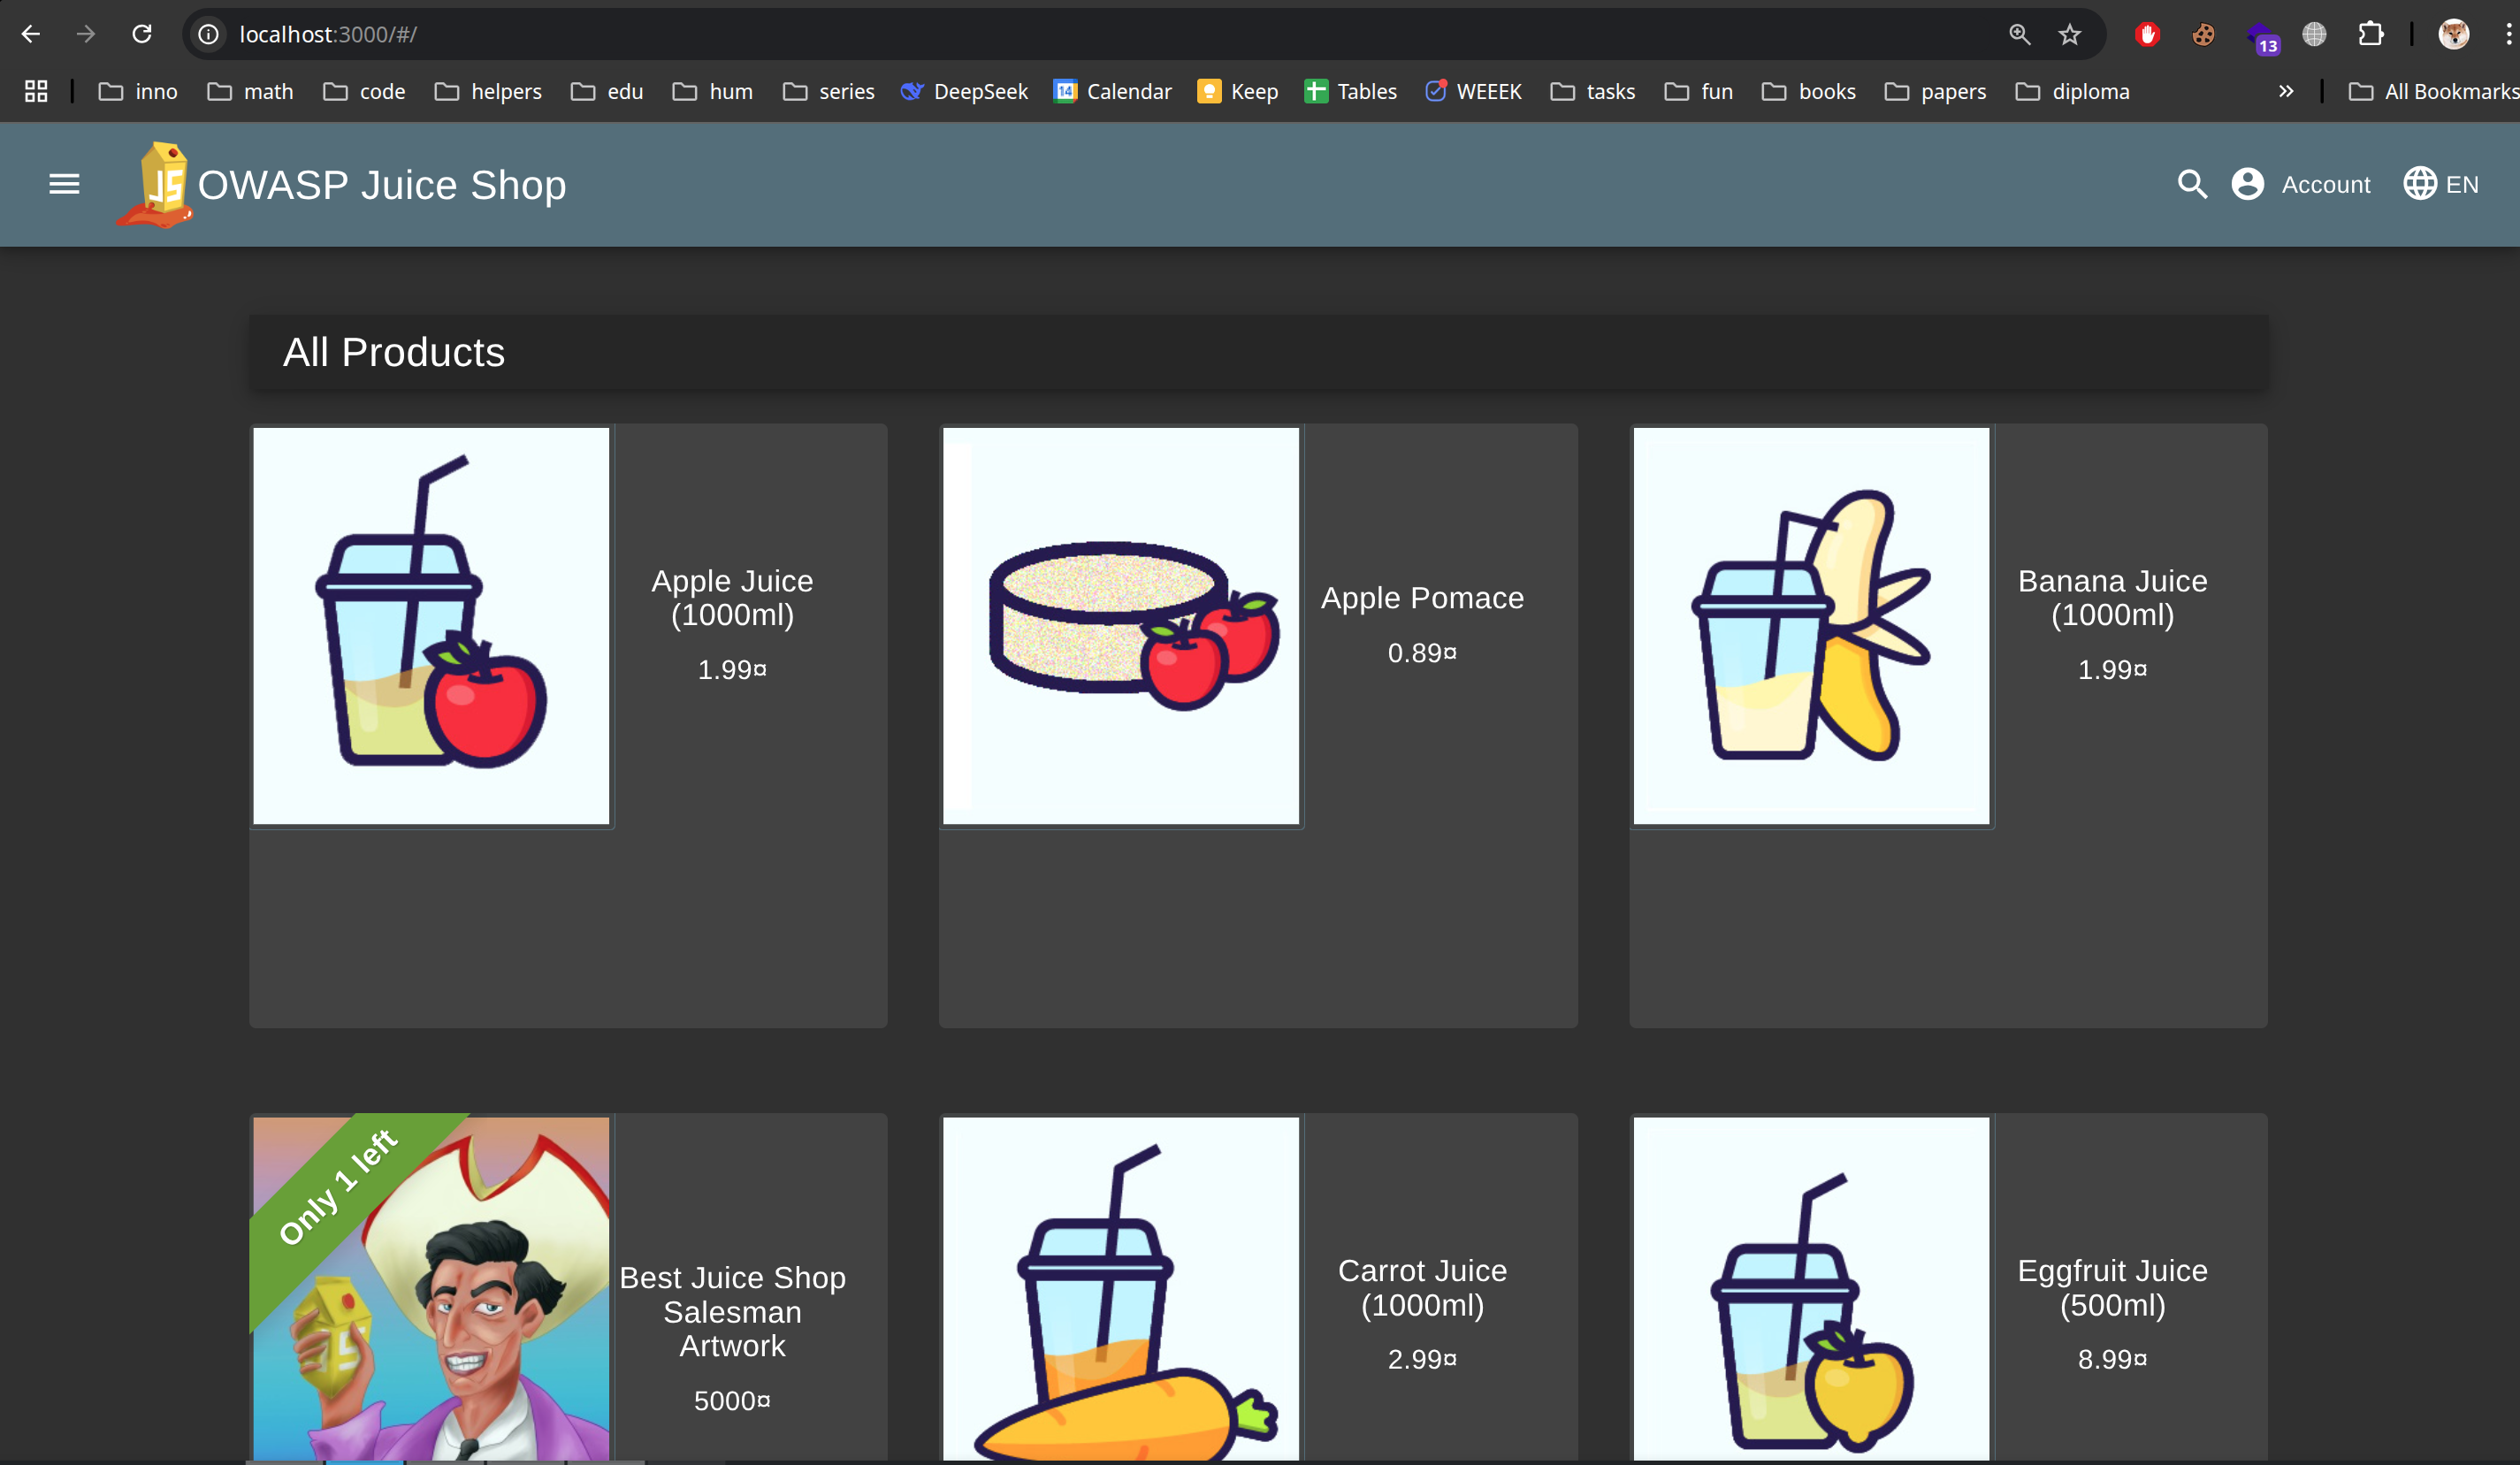 localhost:3000/#/
13
inno math code helpers edu hum series DeepSeek 14 Calendar Keep Tables WEEEK tasks fun books papers diploma » All Bookmarks
JS OWASP Juice Shop Account EN
All Products
Apple Juice
(1000ml)
1.99¤
Apple Pomace
0.89¤
Banana Juice
(1000ml)
1.99¤
Only 1 left
Best Juice Shop
Salesman
Artwork
5000¤
Carrot Juice
(1000ml)
2.99¤
Eggfruit Juice
(500ml)
8.99¤